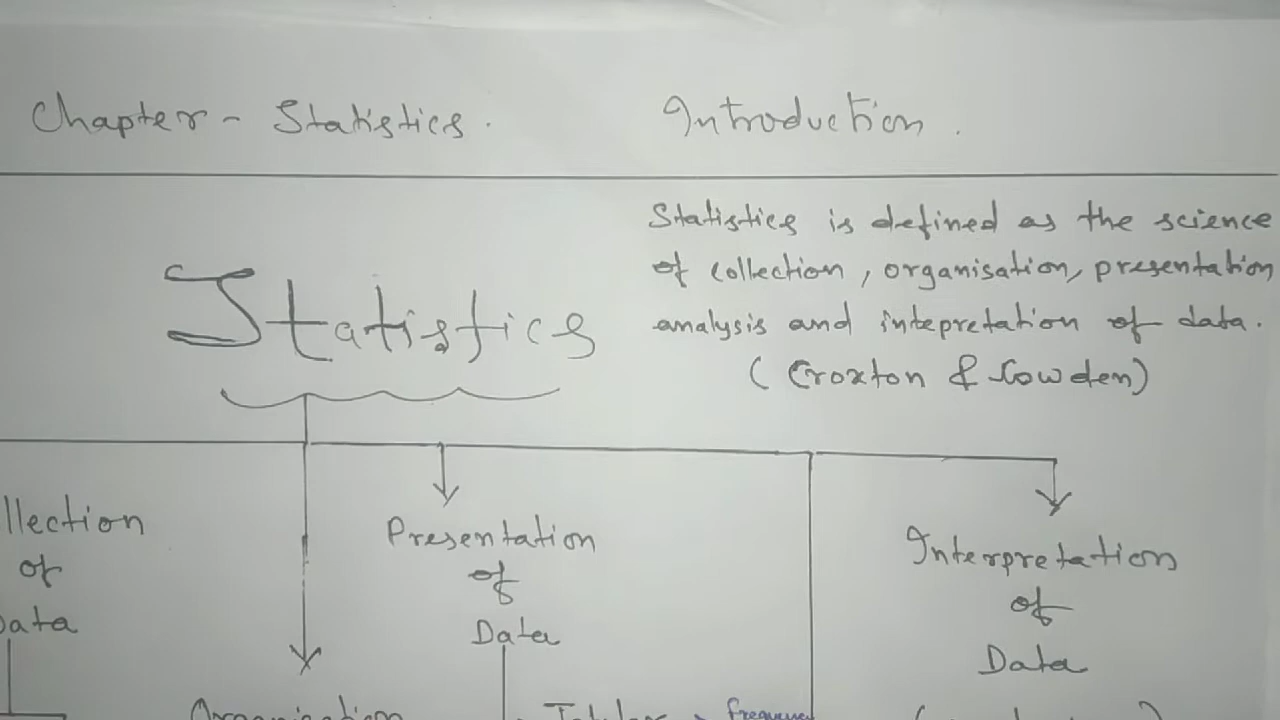 Chapter - Statistics. Introduction.
Statistics is defined as the science
of collection, organisation, presentation
analysis and intepretation of data.
(Croxton & Cowden)
Statistics
llection
of
Data
Presentation
of
Data
Interpretation
of
Data
Organisation